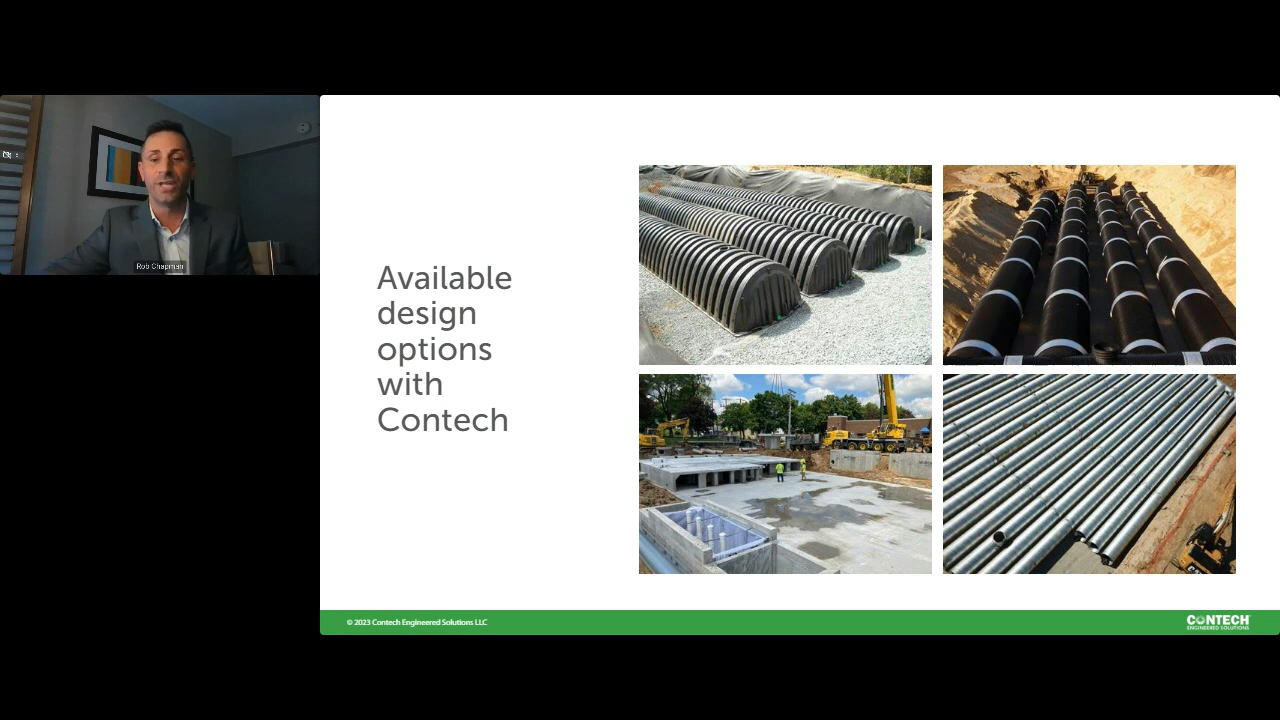 Rob Chapman
Available
design
options
with
Contech
© 2023 Contech Engineered Solutions LLC
CONTECH
ENGINEERED SOLUTIONS